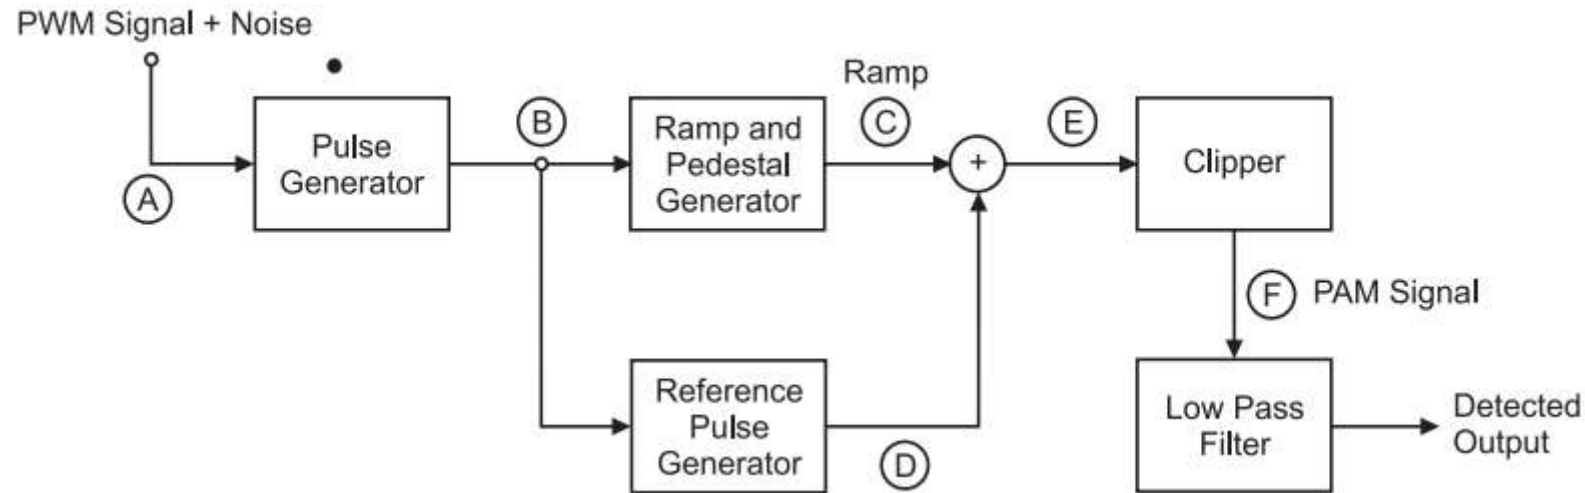 PWM Signal + Noise
A
Pulse
Generator
B
Ramp and
Pedestal
Generator
Ramp
C
+
E
Clipper
F
PAM Signal
Reference
Pulse
Generator
D
Low Pass
Filter
Detected
Output